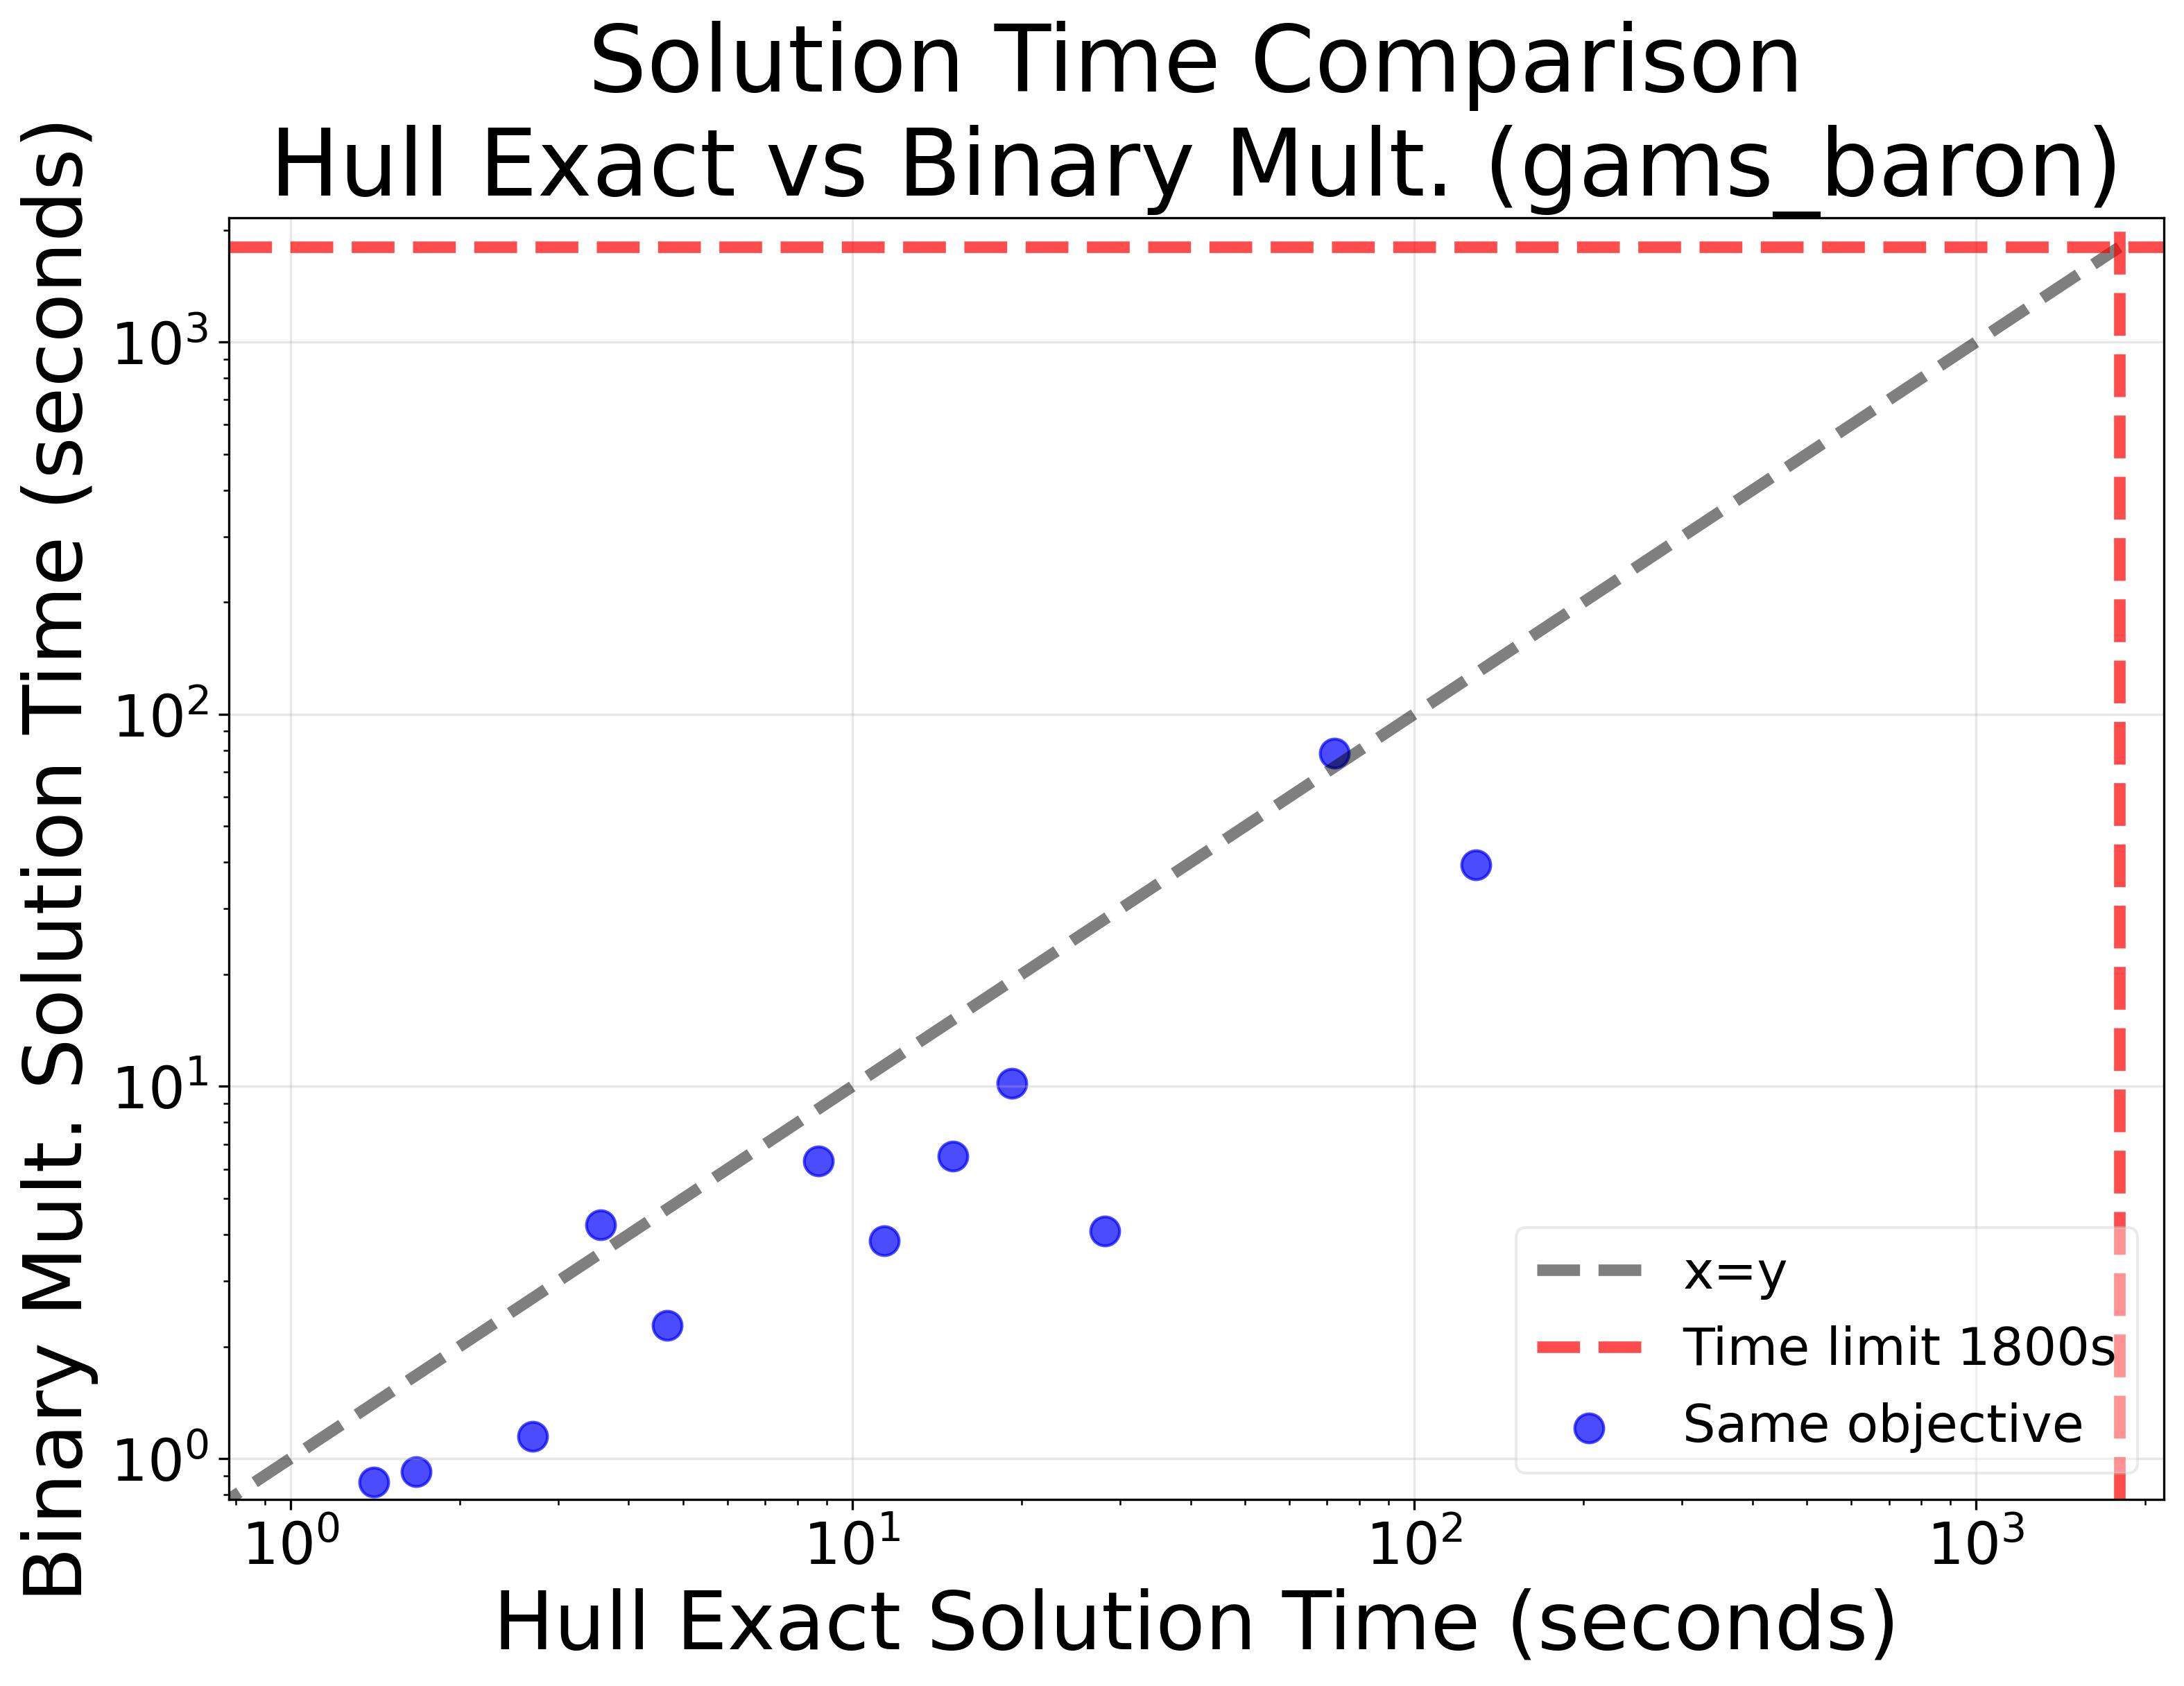 Solution Time Comparison
Hull Exact vs Binary Mult. (gams_baron)
Binary Mult. Solution Time (seconds)
10³
10²
10¹
10⁰
10⁰
10¹
10²
10³
Hull Exact Solution Time (seconds)
x=y
Time limit 1800s
Same objective